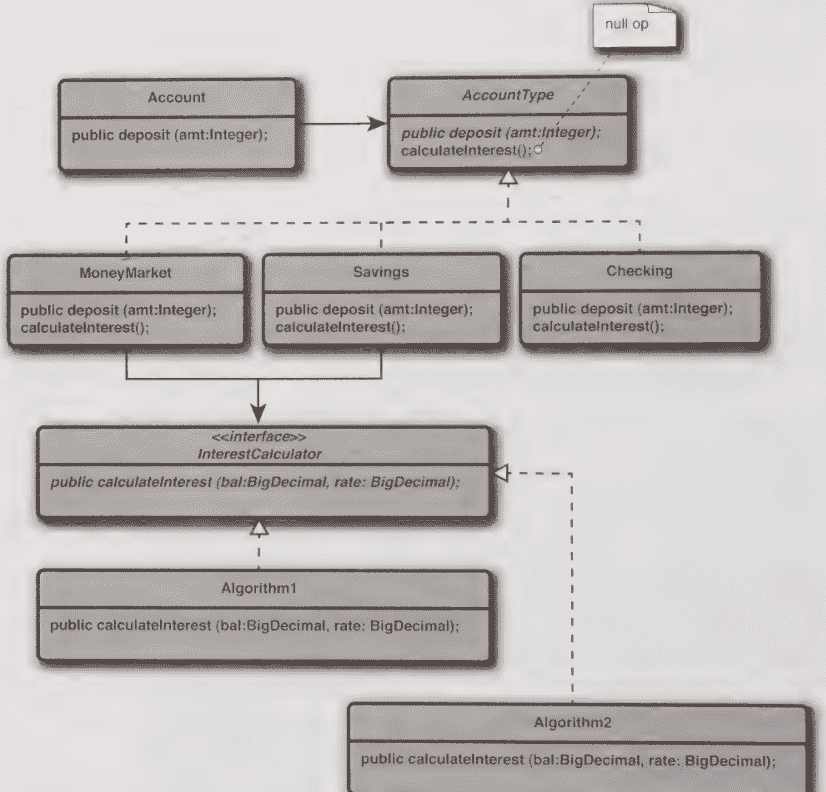 null op
Account
public deposit (amt:Integer);
AccountType
public deposit (amt:Integer);
calculateInterest();
MoneyMarket
public deposit (amt:Integer);
calculateInterest();
Savings
public deposit (amt:Integer);
calculateInterest();
Checking
public deposit (amt:Integer);
calculateInterest();
<<interface>>
InterestCalculator
public calculateInterest (bal:BigDecimal, rate: BigDecimal);
Algorithm1
public calculateInterest (bal:BigDecimal, rate: BigDecimal);
Algorithm2
public calculateInterest (bal:BigDecimal, rate: BigDecimal);